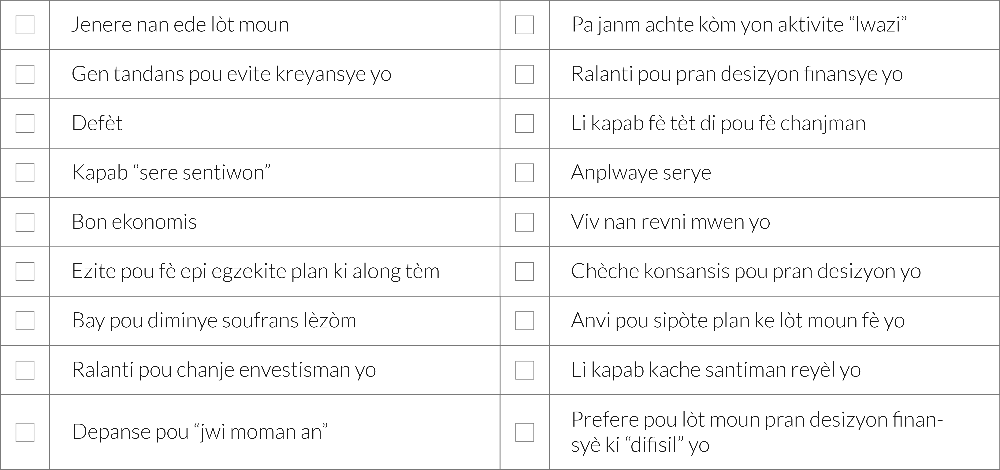 Jenere nan ede lòt moun
Pa janm achte kòm yon aktivite “lwazi”
Gen tandans pou evite kreyansye yo
Ralanti pou pran desizyon finansye yo
Defèt
Li kapab fè tèt di pou fè chanjman
Kapab “sere sentiwon”
Anplwaye serye
Bon ekonomis
Viv nan revni mwen yo
Ezite pou fè epi egzekite plan ki along tèm
Chèche konsansis pou pran desizyon yo
Bay pou diminye soufrans lèzòm
Anvi pou sipòte plan ke lòt moun fè yo
Ralanti pou chanje envestisman yo
Li kapab kache santiman reyèl yo
Depanse pou “jwi moman an”
Prefere pou lòt moun pran desizyon finan-
syè ki “difisil” yo